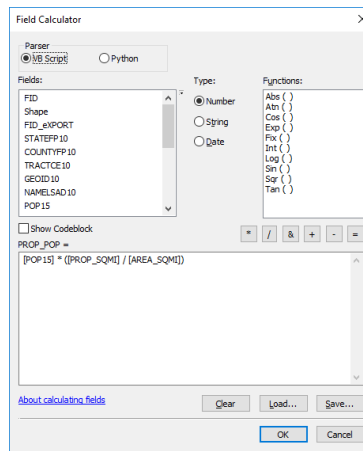 Field Calculator
Parser
VB Script Python
Fields: Type: Functions:
FID
Shape
FID_eXPORT
STATEFP10
COUNTYFP10
TRACTCE10
GEOID10
NAMELSAD10
POP15
Number
String
Date
Abs ( )
Atn ( )
Cos ( )
Exp ( )
Fix ( )
Int ( )
Log ( )
Sin ( )
Sqr ( )
Tan ( )
Show Codeblock
* / & + - =
PROP_POP =
[POP15] * ([PROP_SQMI] / [AREA_SQMI])
About calculating fields
Clear Load... Save...
OK Cancel